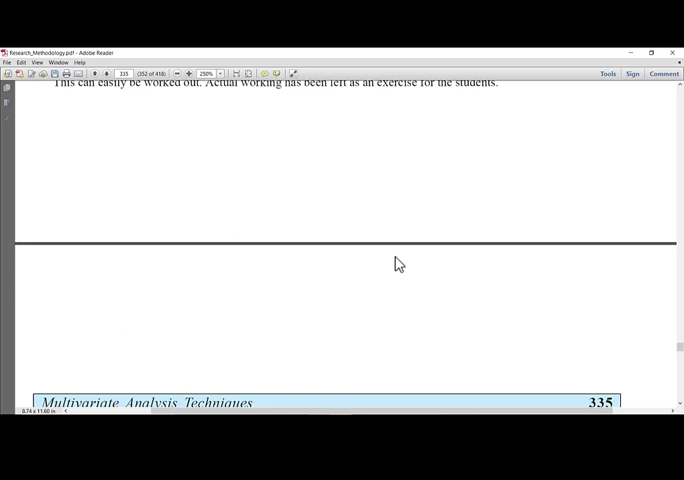 Research_Methodology.pdf - Adobe Reader
File Edit View Window Help
335 (352 of 418) 250% Tools Sign Comment
This can easily be worked out. Actual working has been left as an exercise for the students.
Multivariate Analysis Techniques 335
8.74 x 11.60 in